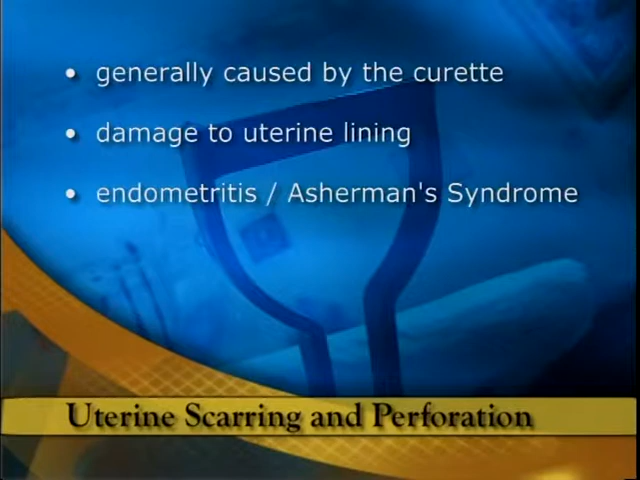 • generally caused by the curette
• damage to uterine lining
• endometritis / Asherman's Syndrome
Uterine Scarring and Perforation